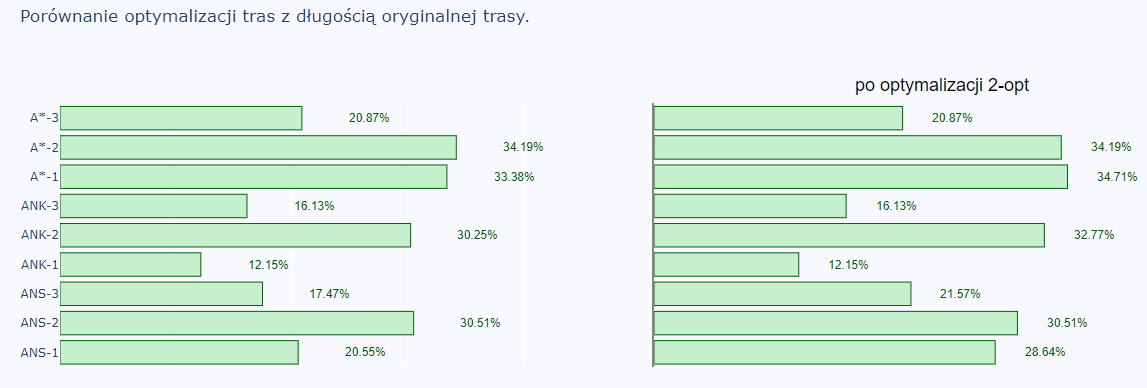 Porównanie optymalizacji tras z długością oryginalnej trasy.
po optymalizacji 2-opt
A*-3 20.87% 20.87%
A*-2 34.19% 34.19%
A*-1 33.38% 34.71%
ANK-3 16.13% 16.13%
ANK-2 30.25% 32.77%
ANK-1 12.15% 12.15%
ANS-3 17.47% 21.57%
ANS-2 30.51% 30.51%
ANS-1 20.55% 28.64%